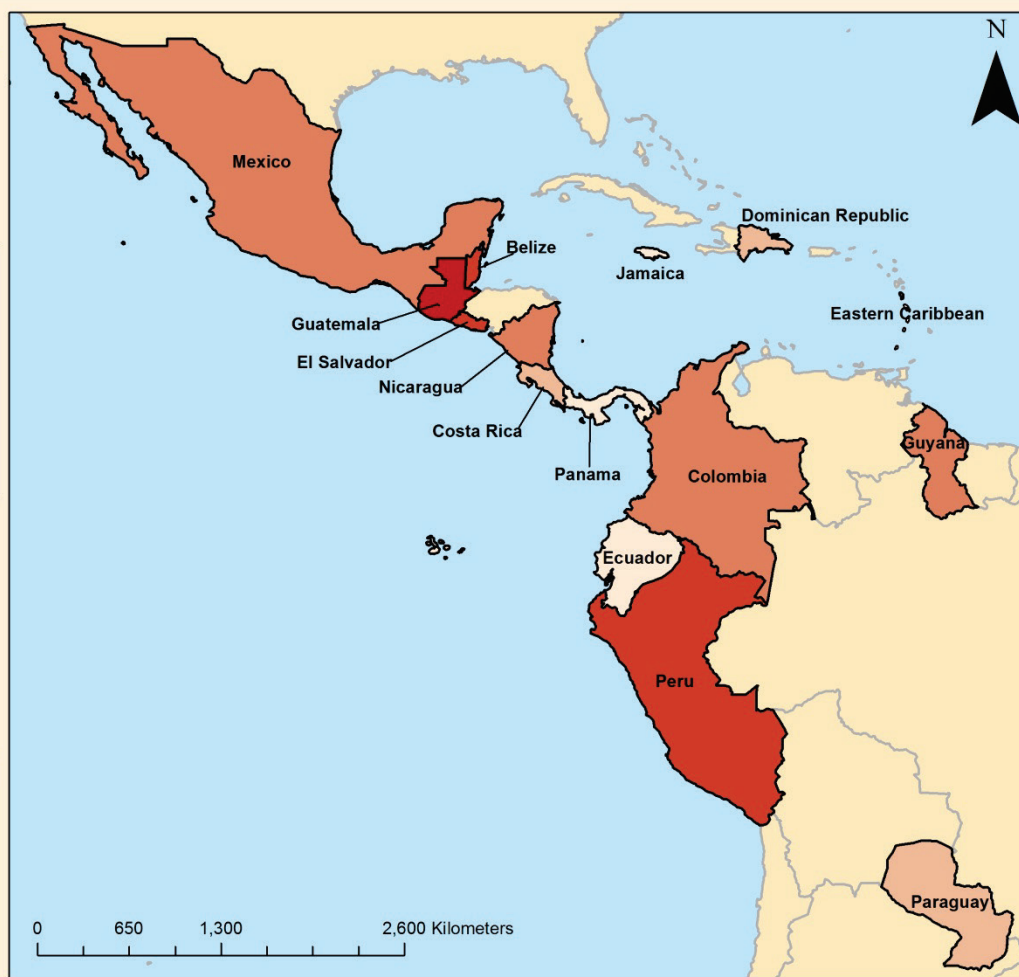 N
Mexico
Dominican Republic
Belize
Jamaica
Guatemala
Eastern Caribbean
El Salvador
Nicaragua
Costa Rica
Guyana
Panama
Colombia
Ecuador
Peru
Paraguay
0 650 1,300 2,600 Kilometers